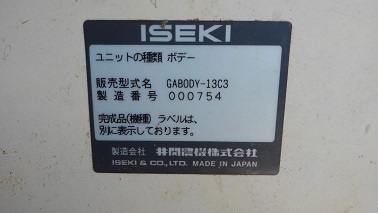 ISEKI
ユニットの種類 ボデー
販売型式名 GABODY-13C3
製造番号 000754
完成品(機種)ラベルは、
別に表示しております。
製造会社 井関農機株式会社
ISEKI & CO., LTD. MADE IN JAPAN